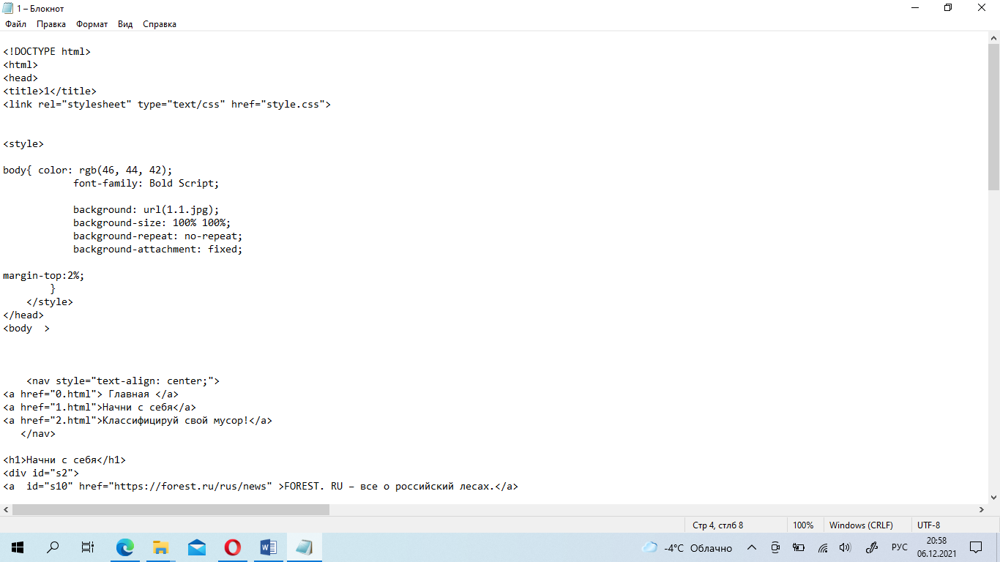 1 – Блокнот
Файл Правка Формат Вид Справка
<!DOCTYPE html>
<html>
<head>
<title>1</title>
<link rel="stylesheet" type="text/css" href="style.css">
<style>
body{ color: rgb(46, 44, 42);
font-family: Bold Script;
background: url(1.1.jpg);
background-size: 100% 100%;
background-repeat: no-repeat;
background-attachment: fixed;
margin-top:2%;
}
</style>
</head>
<body  >
<nav style="text-align: center;">
<a href="0.html"> Главная </a>
<a href="1.html">Начни с себя</a>
<a href="2.html">Классифицируй свой мусор!</a>
</nav>
<h1>Начни с себя</h1>
<div id="s2">
<a  id="s10" href="https://forest.ru/rus/news" >FOREST. RU – все о российский лесах.</a>
Стр 4, стлб 8 100% Windows (CRLF) UTF-8
-4°C Облачно РУС 20:58
06.12.2021